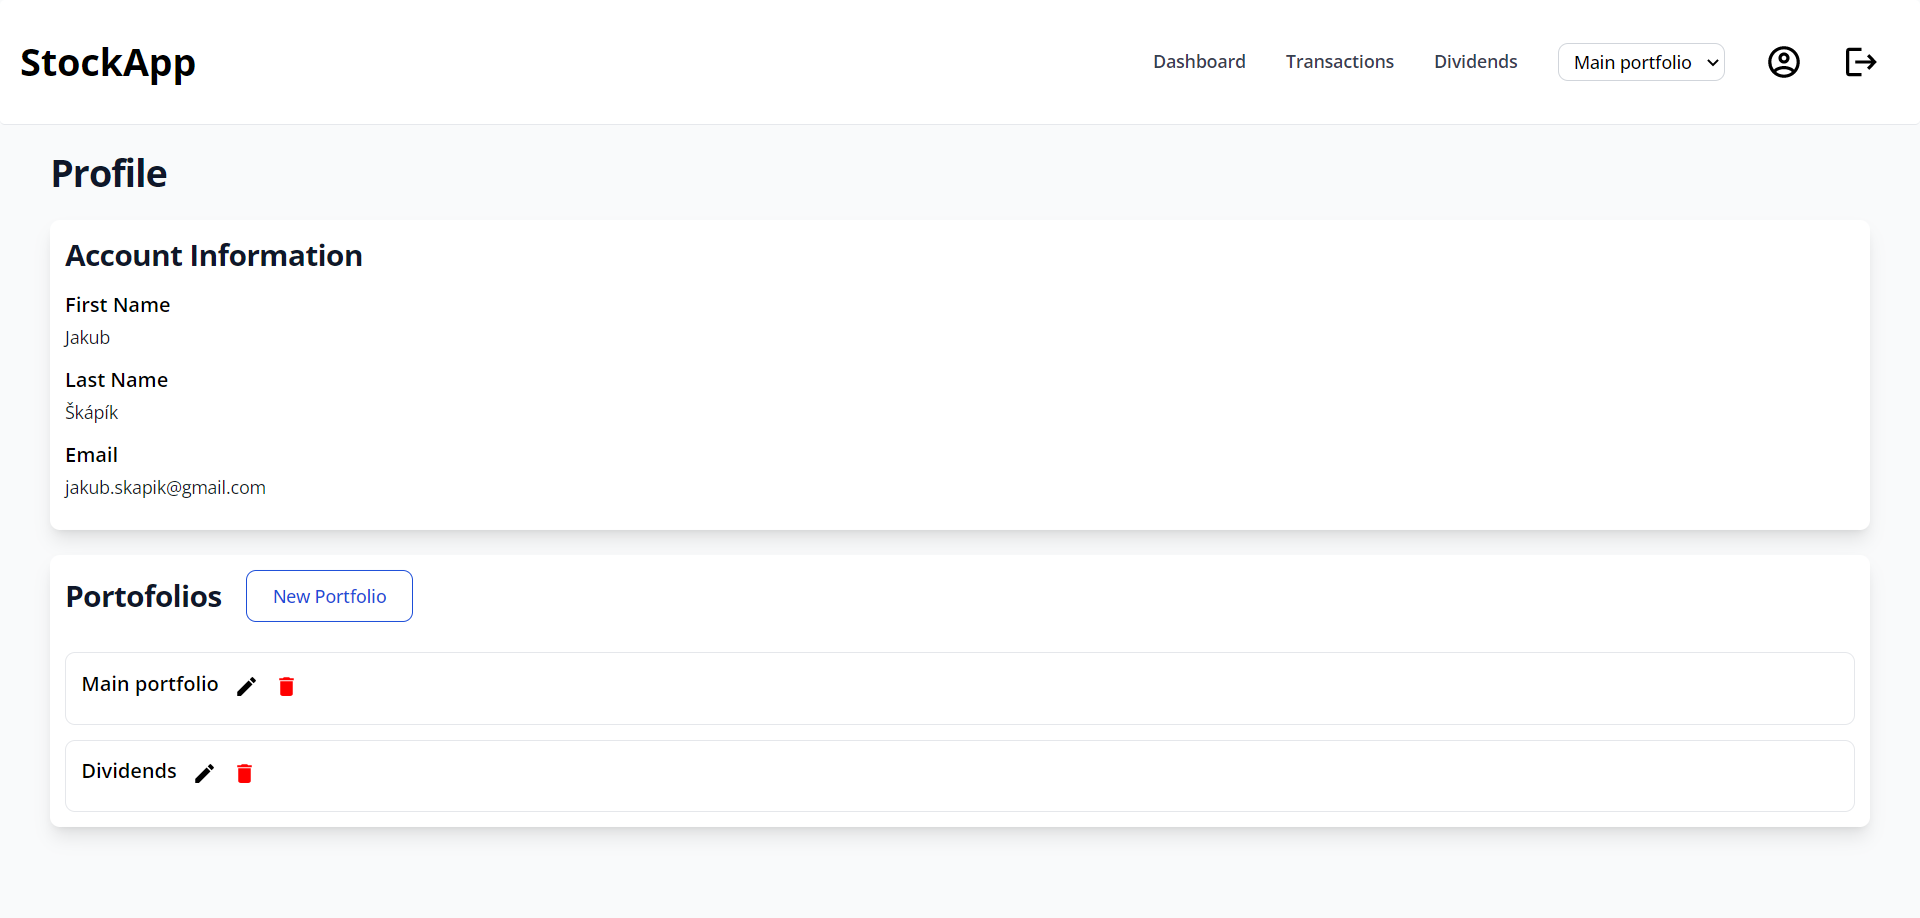 StockApp
Dashboard Transactions Dividends Main portfolio
Profile
Account Information
First Name
Jakub
Last Name
Škápík
Email
jakub.skapik@gmail.com
Portofolios New Portfolio
Main portfolio
Dividends